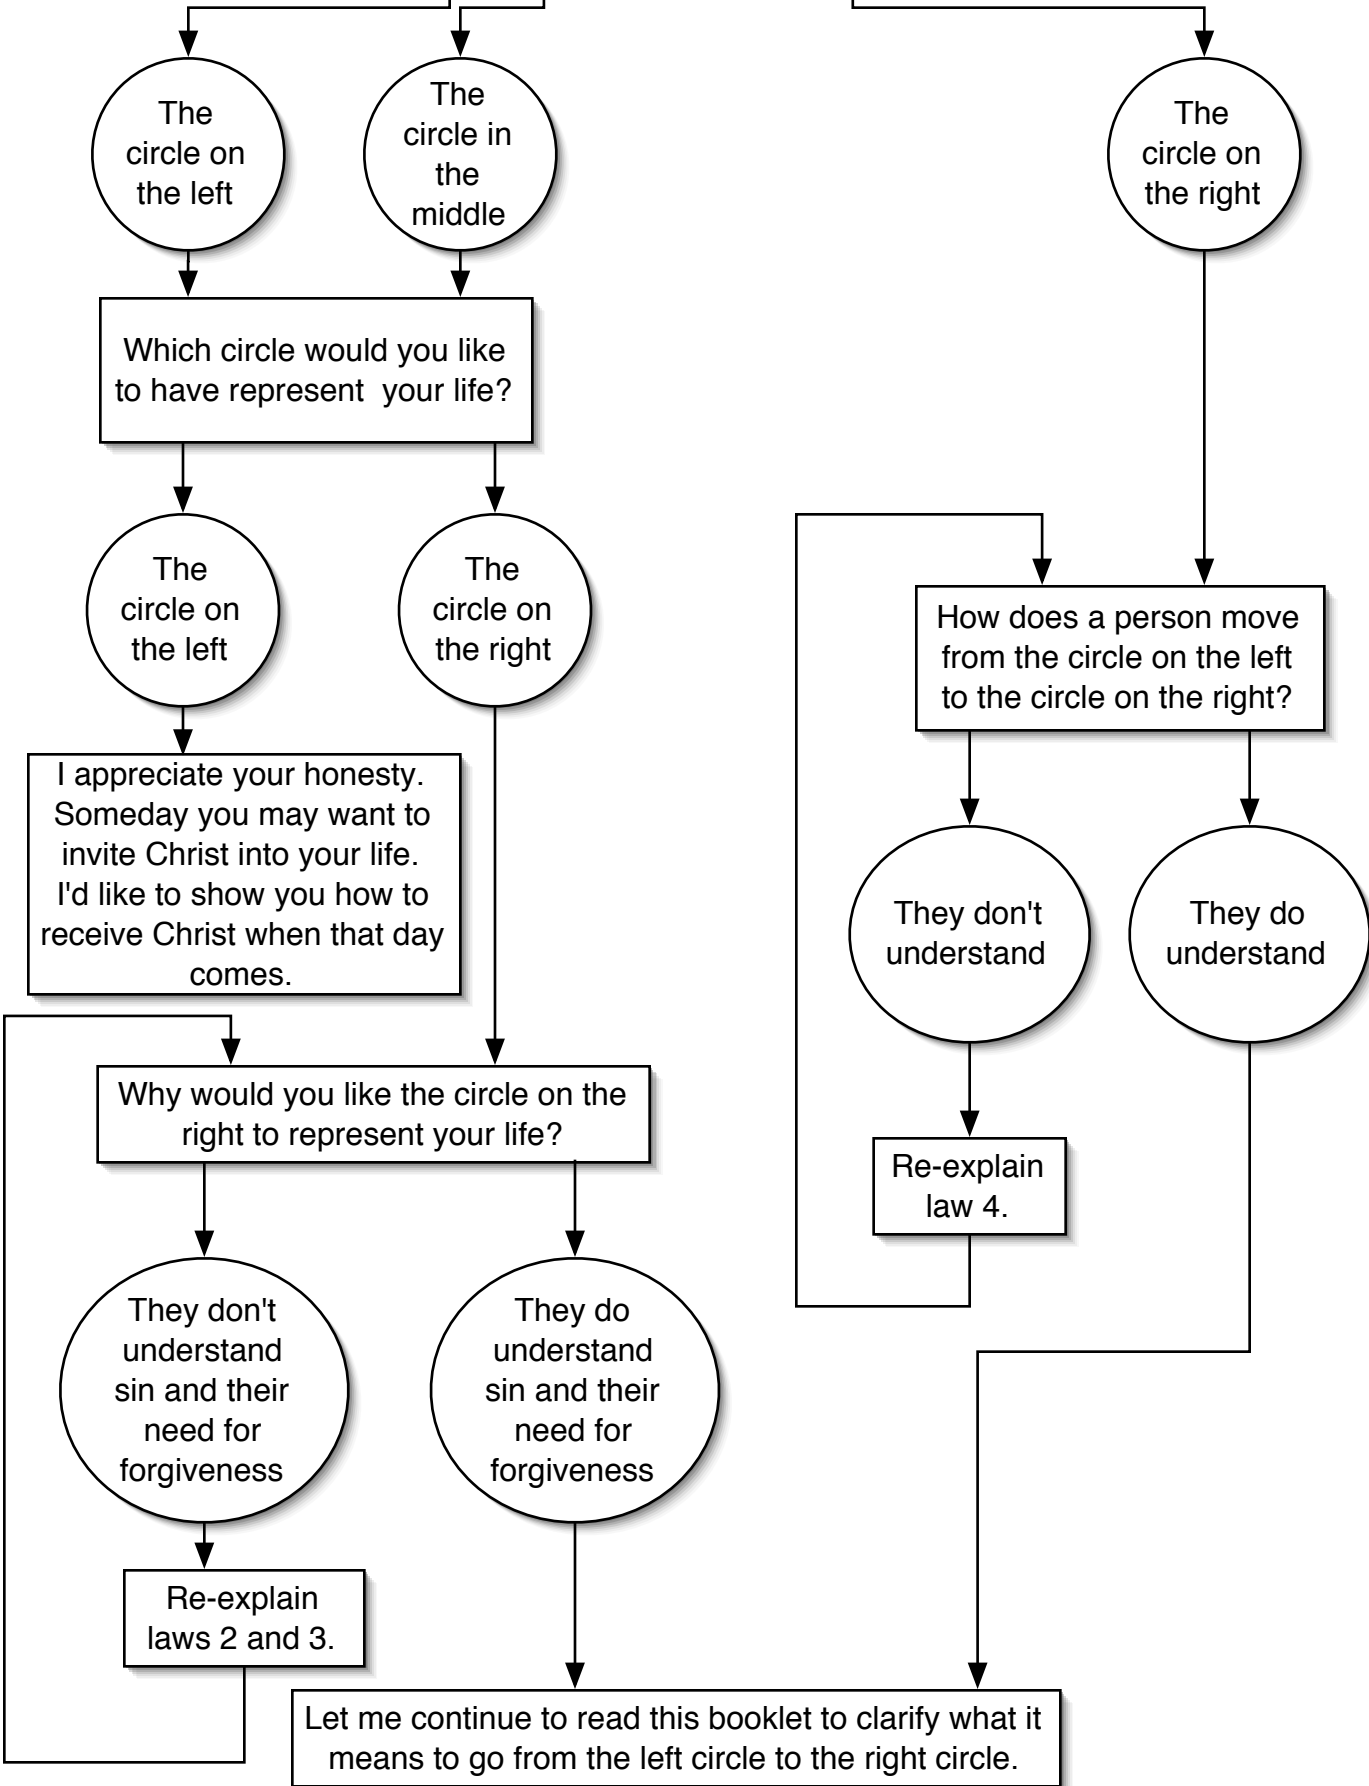 The
circle on
the left
The
circle in
the
middle
The
circle on
the right
Which circle would you like
to have represent  your life?
The
circle on
the left
The
circle on
the right
How does a person move
from the circle on the left
to the circle on the right?
I appreciate your honesty.
Someday you may want to
invite Christ into your life.
I'd like to show you how to
receive Christ when that day
comes.
They don't
understand
They do
understand
Why would you like the circle on the
right to represent your life?
Re-explain
law 4.
They don't
understand
sin and their
need for
forgiveness
They do
understand
sin and their
need for
forgiveness
Re-explain
laws 2 and 3.
Let me continue to read this booklet to clarify what it
means to go from the left circle to the right circle.